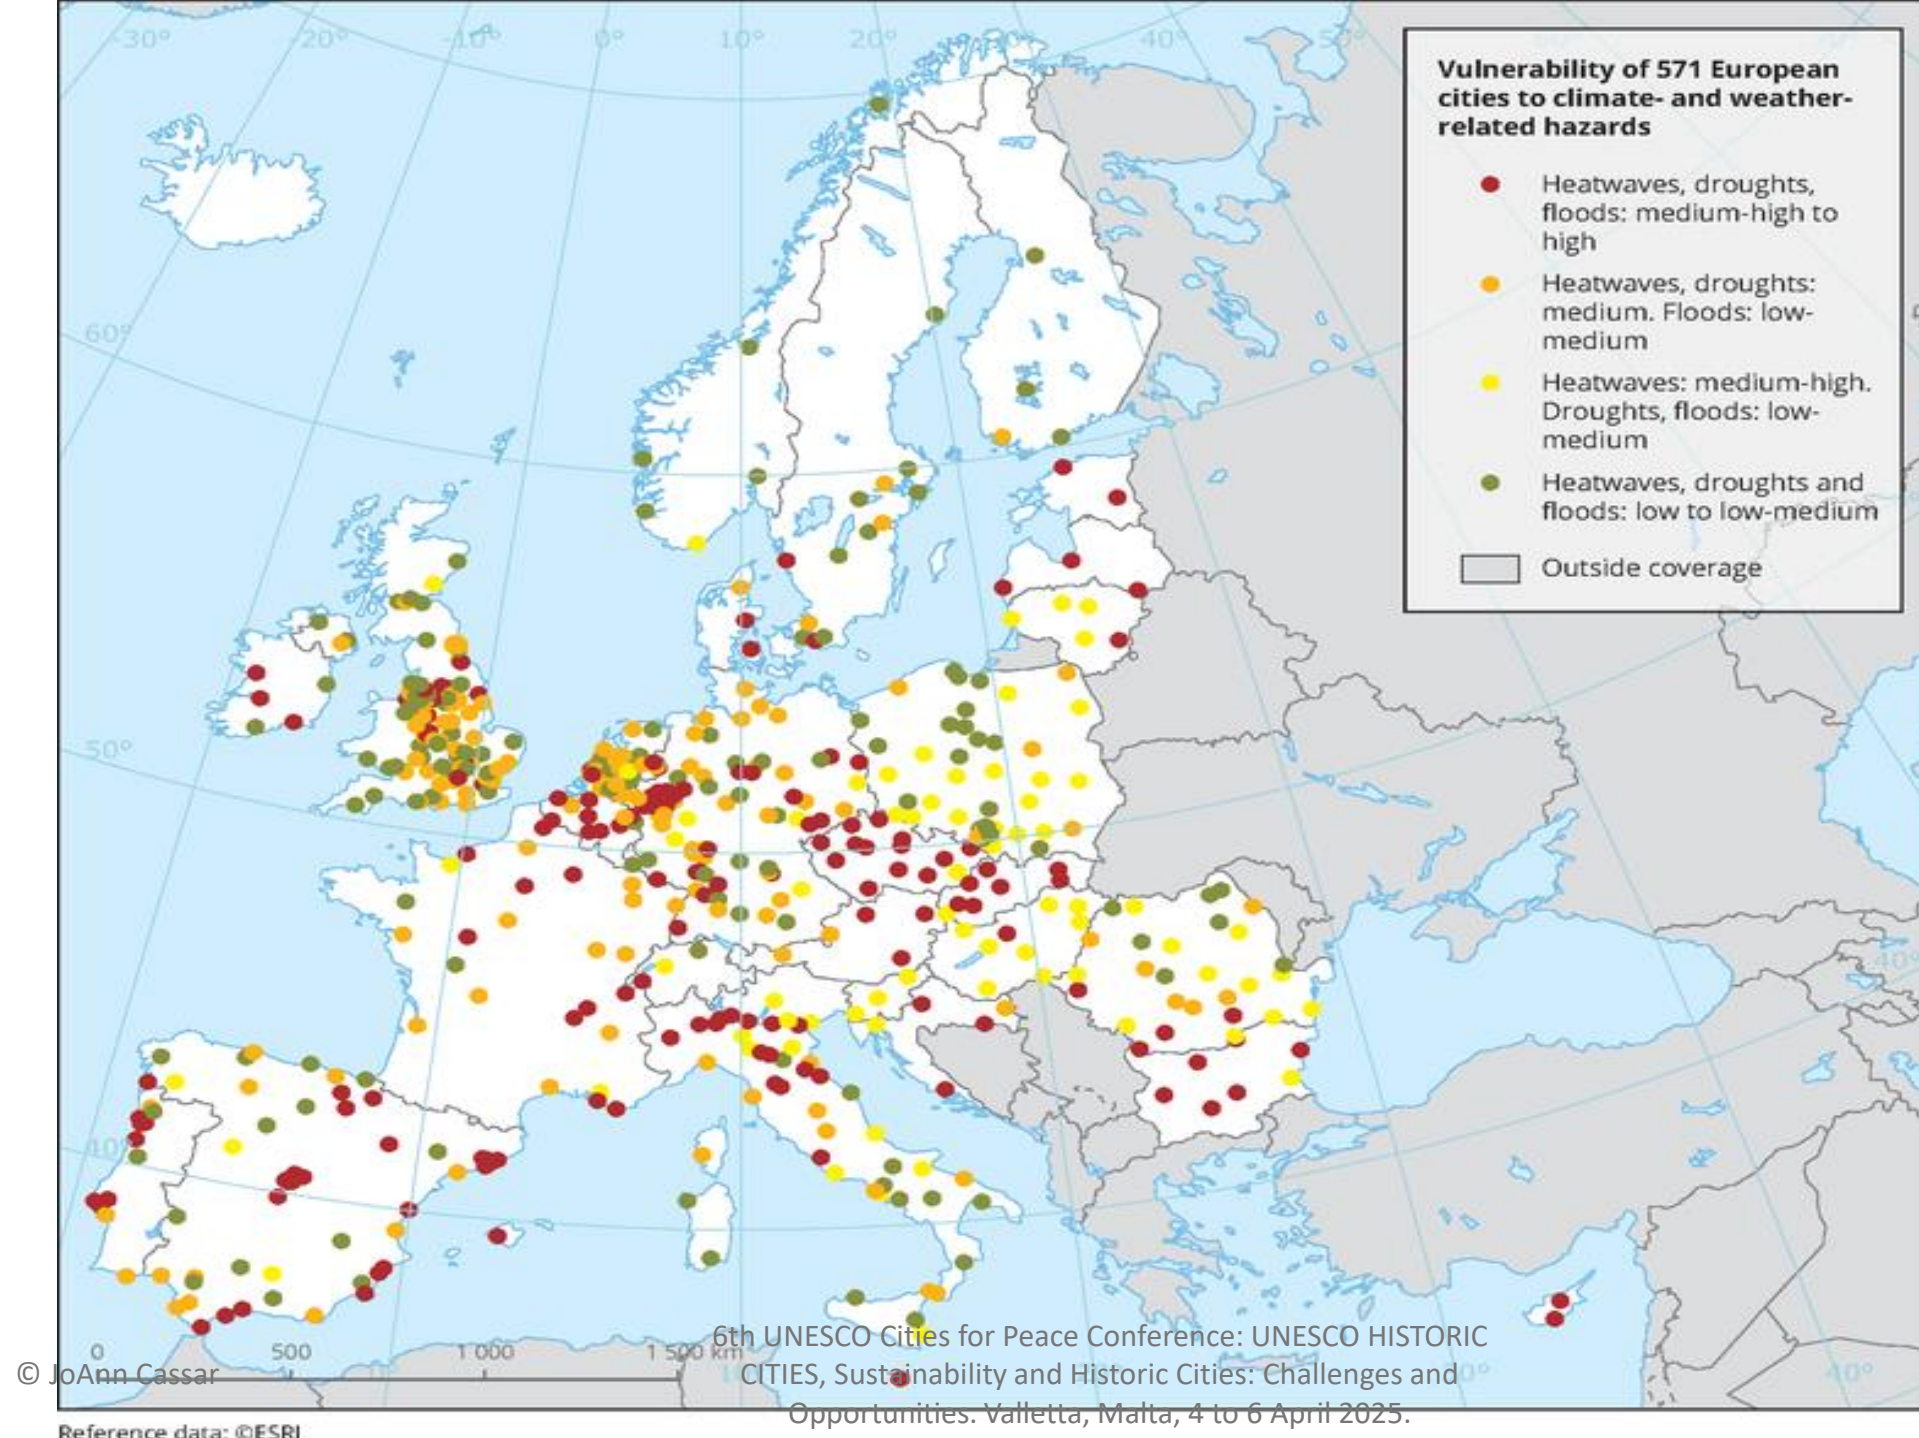 -30°
-20°
-10°
0°
10°
20°
40°
50°
60°
50°
10°
40°
40°
Vulnerability of 571 European
cities to climate- and weather-
related hazards
Heatwaves, droughts,
floods: medium-high to
high
Heatwaves, droughts:
medium. Floods: low-
medium
Heatwaves: medium-high.
Droughts, floods: low-
medium
Heatwaves, droughts and
floods: low to low-medium
Outside coverage
0 500 1 000 1 500 km
6th UNESCO Cities for Peace Conference: UNESCO HISTORIC
CITIES, Sustainability and Historic Cities: Challenges and
Opportunities. Valletta, Malta, 4 to 6 April 2025.
© JoAnn Cassar
Reference data: ©ESRI